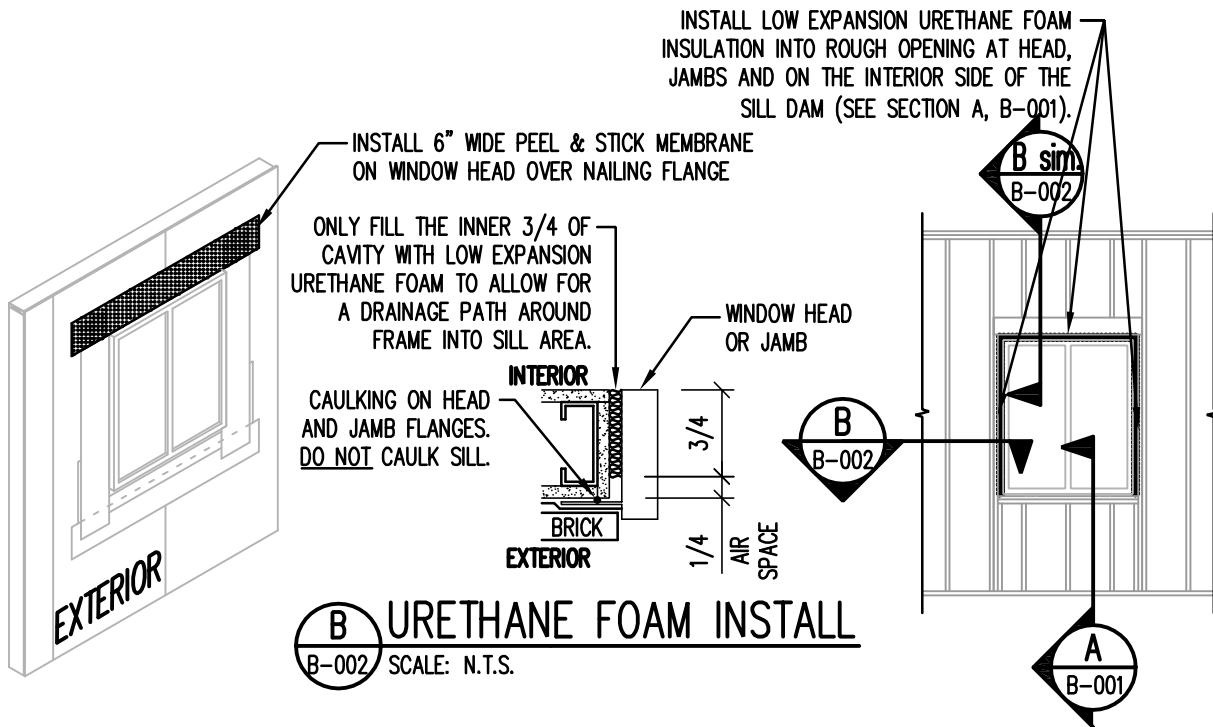 INSTALL LOW EXPANSION URETHANE FOAM
INSULATION INTO ROUGH OPENING AT HEAD,
JAMBS AND ON THE INTERIOR SIDE OF THE
SILL DAM (SEE SECTION A, B-001).
INSTALL 6” WIDE PEEL & STICK MEMBRANE
ON WINDOW HEAD OVER NAILING FLANGE
B sim.
B-002
ONLY FILL THE INNER 3/4 OF
CAVITY WITH LOW EXPANSION
URETHANE FOAM TO ALLOW FOR
A DRAINAGE PATH AROUND
FRAME INTO SILL AREA.
WINDOW HEAD
OR JAMB
INTERIOR
CAULKING ON HEAD
AND JAMB FLANGES.
DO NOT CAULK SILL.
3/4
B
B-002
BRICK
EXTERIOR
1/4
AIR
SPACE
EXTERIOR
B
B-002
URETHANE FOAM INSTALL
SCALE: N.T.S.
A
B-001